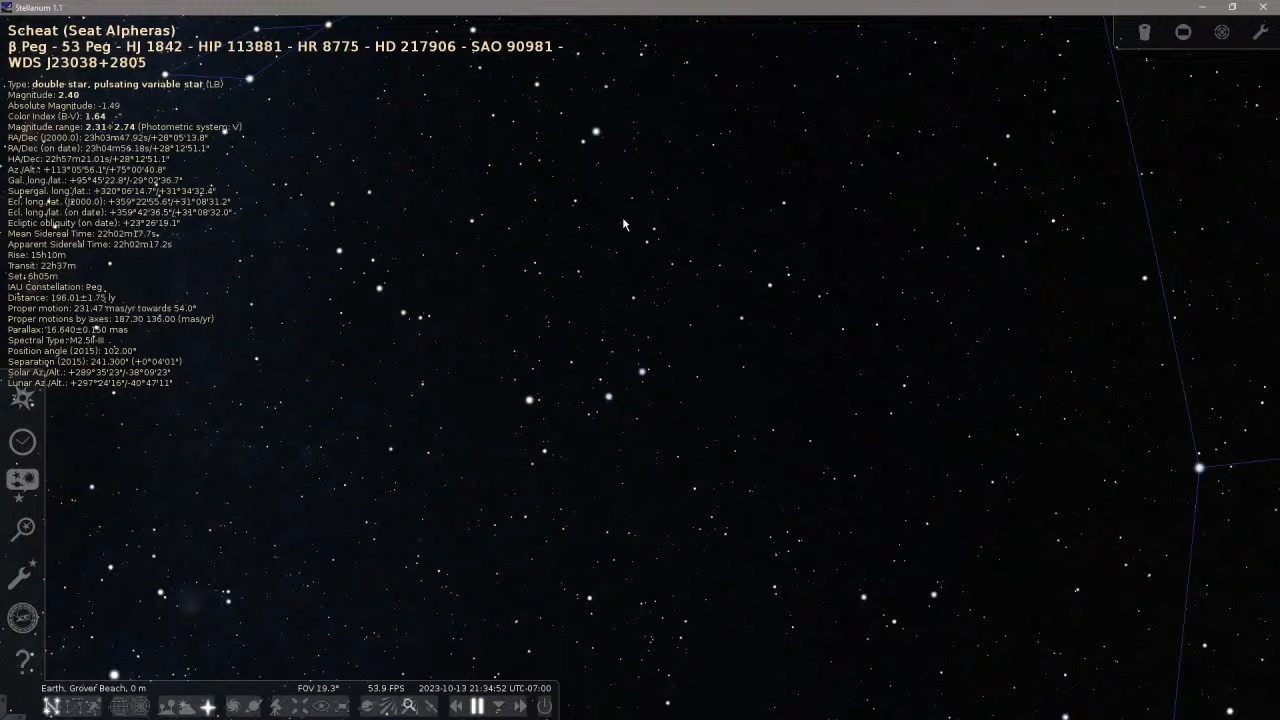 Stellarium 1.1
Scheat (Seat Alpheras)
β Peg - 53 Peg - HJ 1842 - HIP 113881 - HR 8775 - HD 217906 - SAO 90981 -
WDS J23038+2805
Type: double star, pulsating variable star (LB)
Magnitude: 2.40
Absolute Magnitude: -1.49
Color Index (B-V): 1.64
Magnitude range: 2.31÷2.74 (Photometric system: V)
RA/Dec (J2000.0): 23h03m47.92s/+28°05'13.8"
RA/Dec (on date): 23h04m56.18s/+28°12'51.1"
HA/Dec: 22h57m21.01s/+28°12'51.1"
Az./Alt.: +113°05'56.1"/+75°00'40.8"
Gal. long./lat.: +95°45'22.8"/-29°02'36.7"
Supergal. long./lat.: +320°06'14.7"/+31°34'32.4"
Ecl. long./lat. (J2000.0): +359°22'55.6"/+31°08'31.2"
Ecl. long./lat. (on date): +359°42'36.5"/+31°08'32.0"
Ecliptic obliquity (on date): +23°26'19.1"
Mean Sidereal Time: 22h02m17.7s
Apparent Sidereal Time: 22h02m17.2s
Rise: 15h10m
Transit: 22h37m
Set: 6h05m
IAU Constellation: Peg
Distance: 196.01±1.75 ly
Proper motion: 231.47 mas/yr towards 54.0°
Proper motions by axes: 187.30 136.00 (mas/yr)
Parallax: 16.640±0.150 mas
Spectral Type: M2.5II-
Position angle (2015): 102.00°
Separation (2015): 241.300" (+0°04'01")
Solar Az./Alt.: +289°35'23"/-38°09'23"
Lunar Az./Alt.: +297°24'16"/-40°47'11"
Earth, Grover Beach, 0 m FOV 19.3° 53.9 FPS 2023-10-13 21:34:52 UTC-07:00